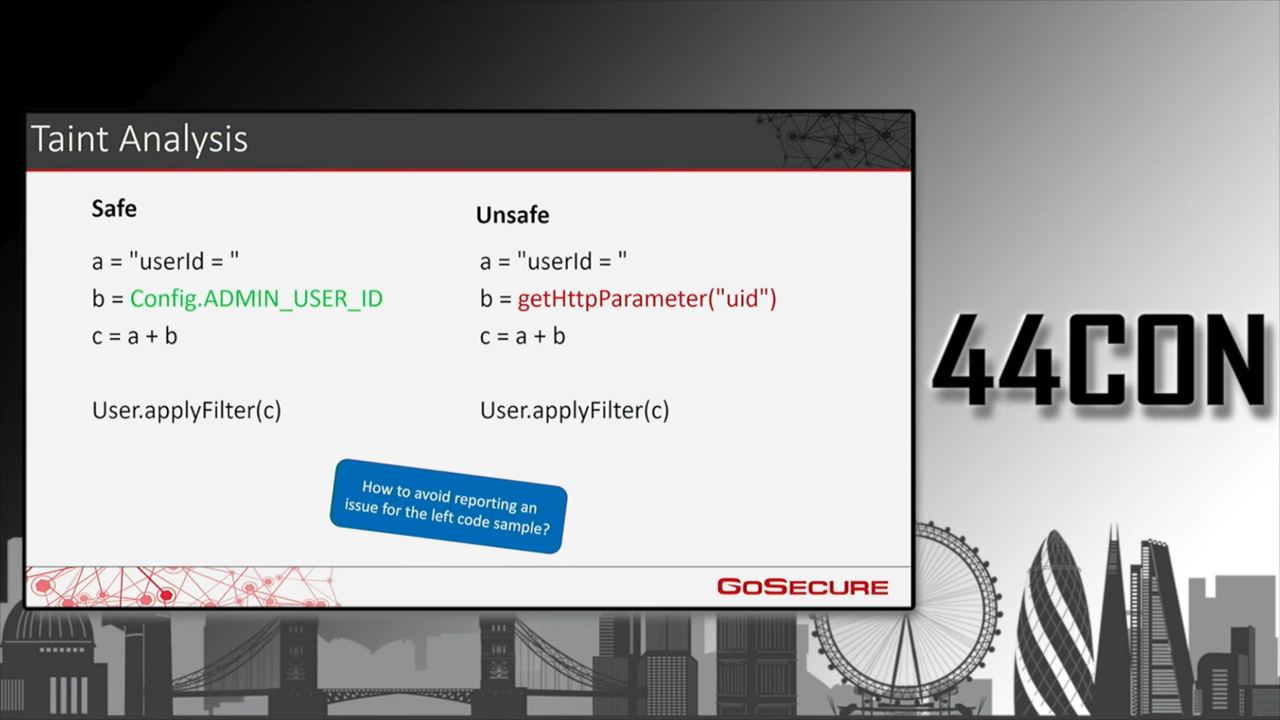 Taint Analysis
Safe
a = "userId = "
b = Config.ADMIN_USER_ID
c = a + b
User.applyFilter(c)
Unsafe
a = "userId = "
b = getHttpParameter("uid")
c = a + b
User.applyFilter(c)
How to avoid reporting an
issue for the left code sample?
GOSECURE
44CON